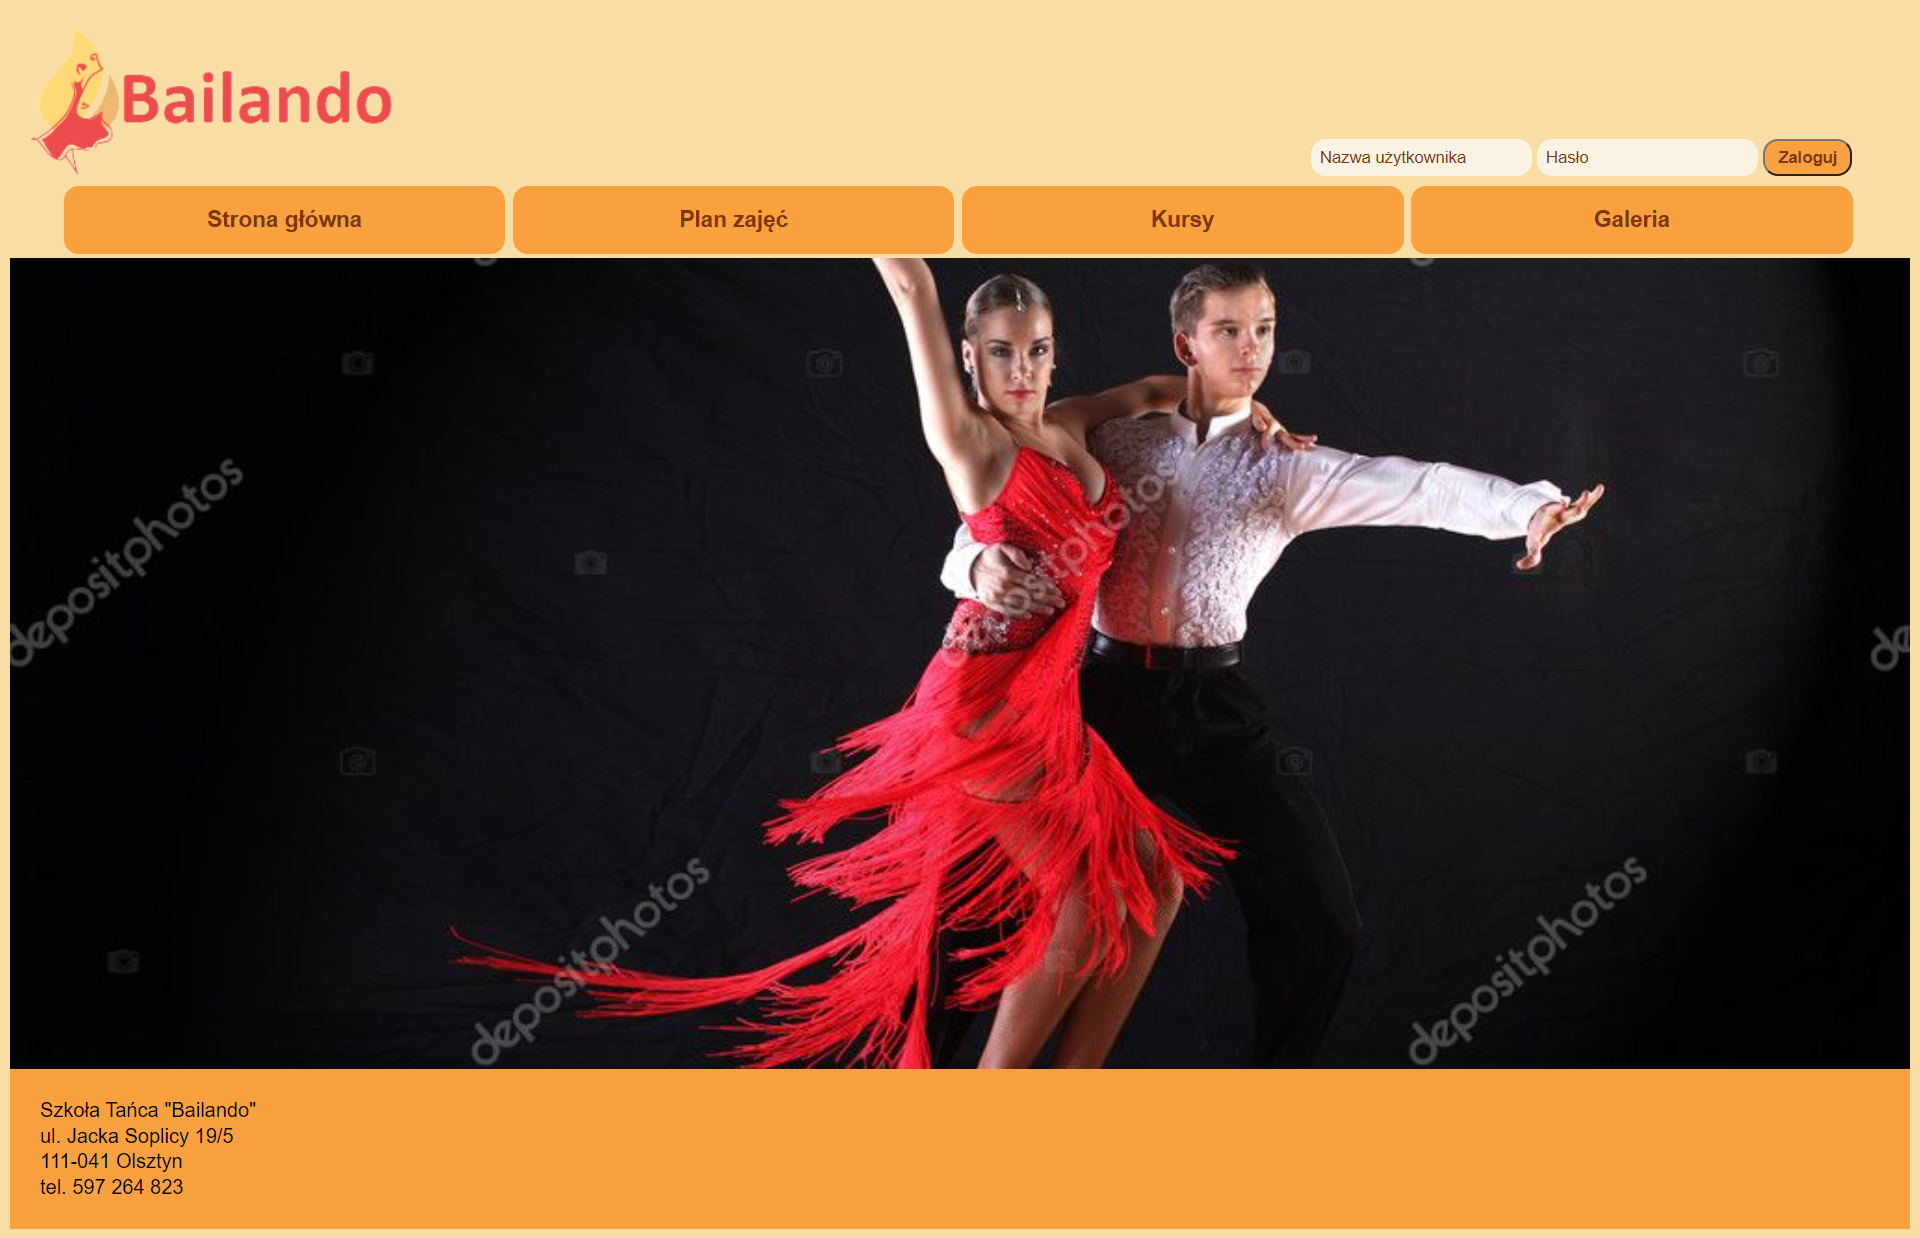 Bailando
Nazwa użytkownika Hasło Zaloguj
Strona główna Plan zajęć Kursy Galeria
depositphotos
depositphotos
de
depositphotos
depositphotos
Szkoła Tańca "Bailando"
ul. Jacka Soplicy 19/5
111-041 Olsztyn
tel. 597 264 823